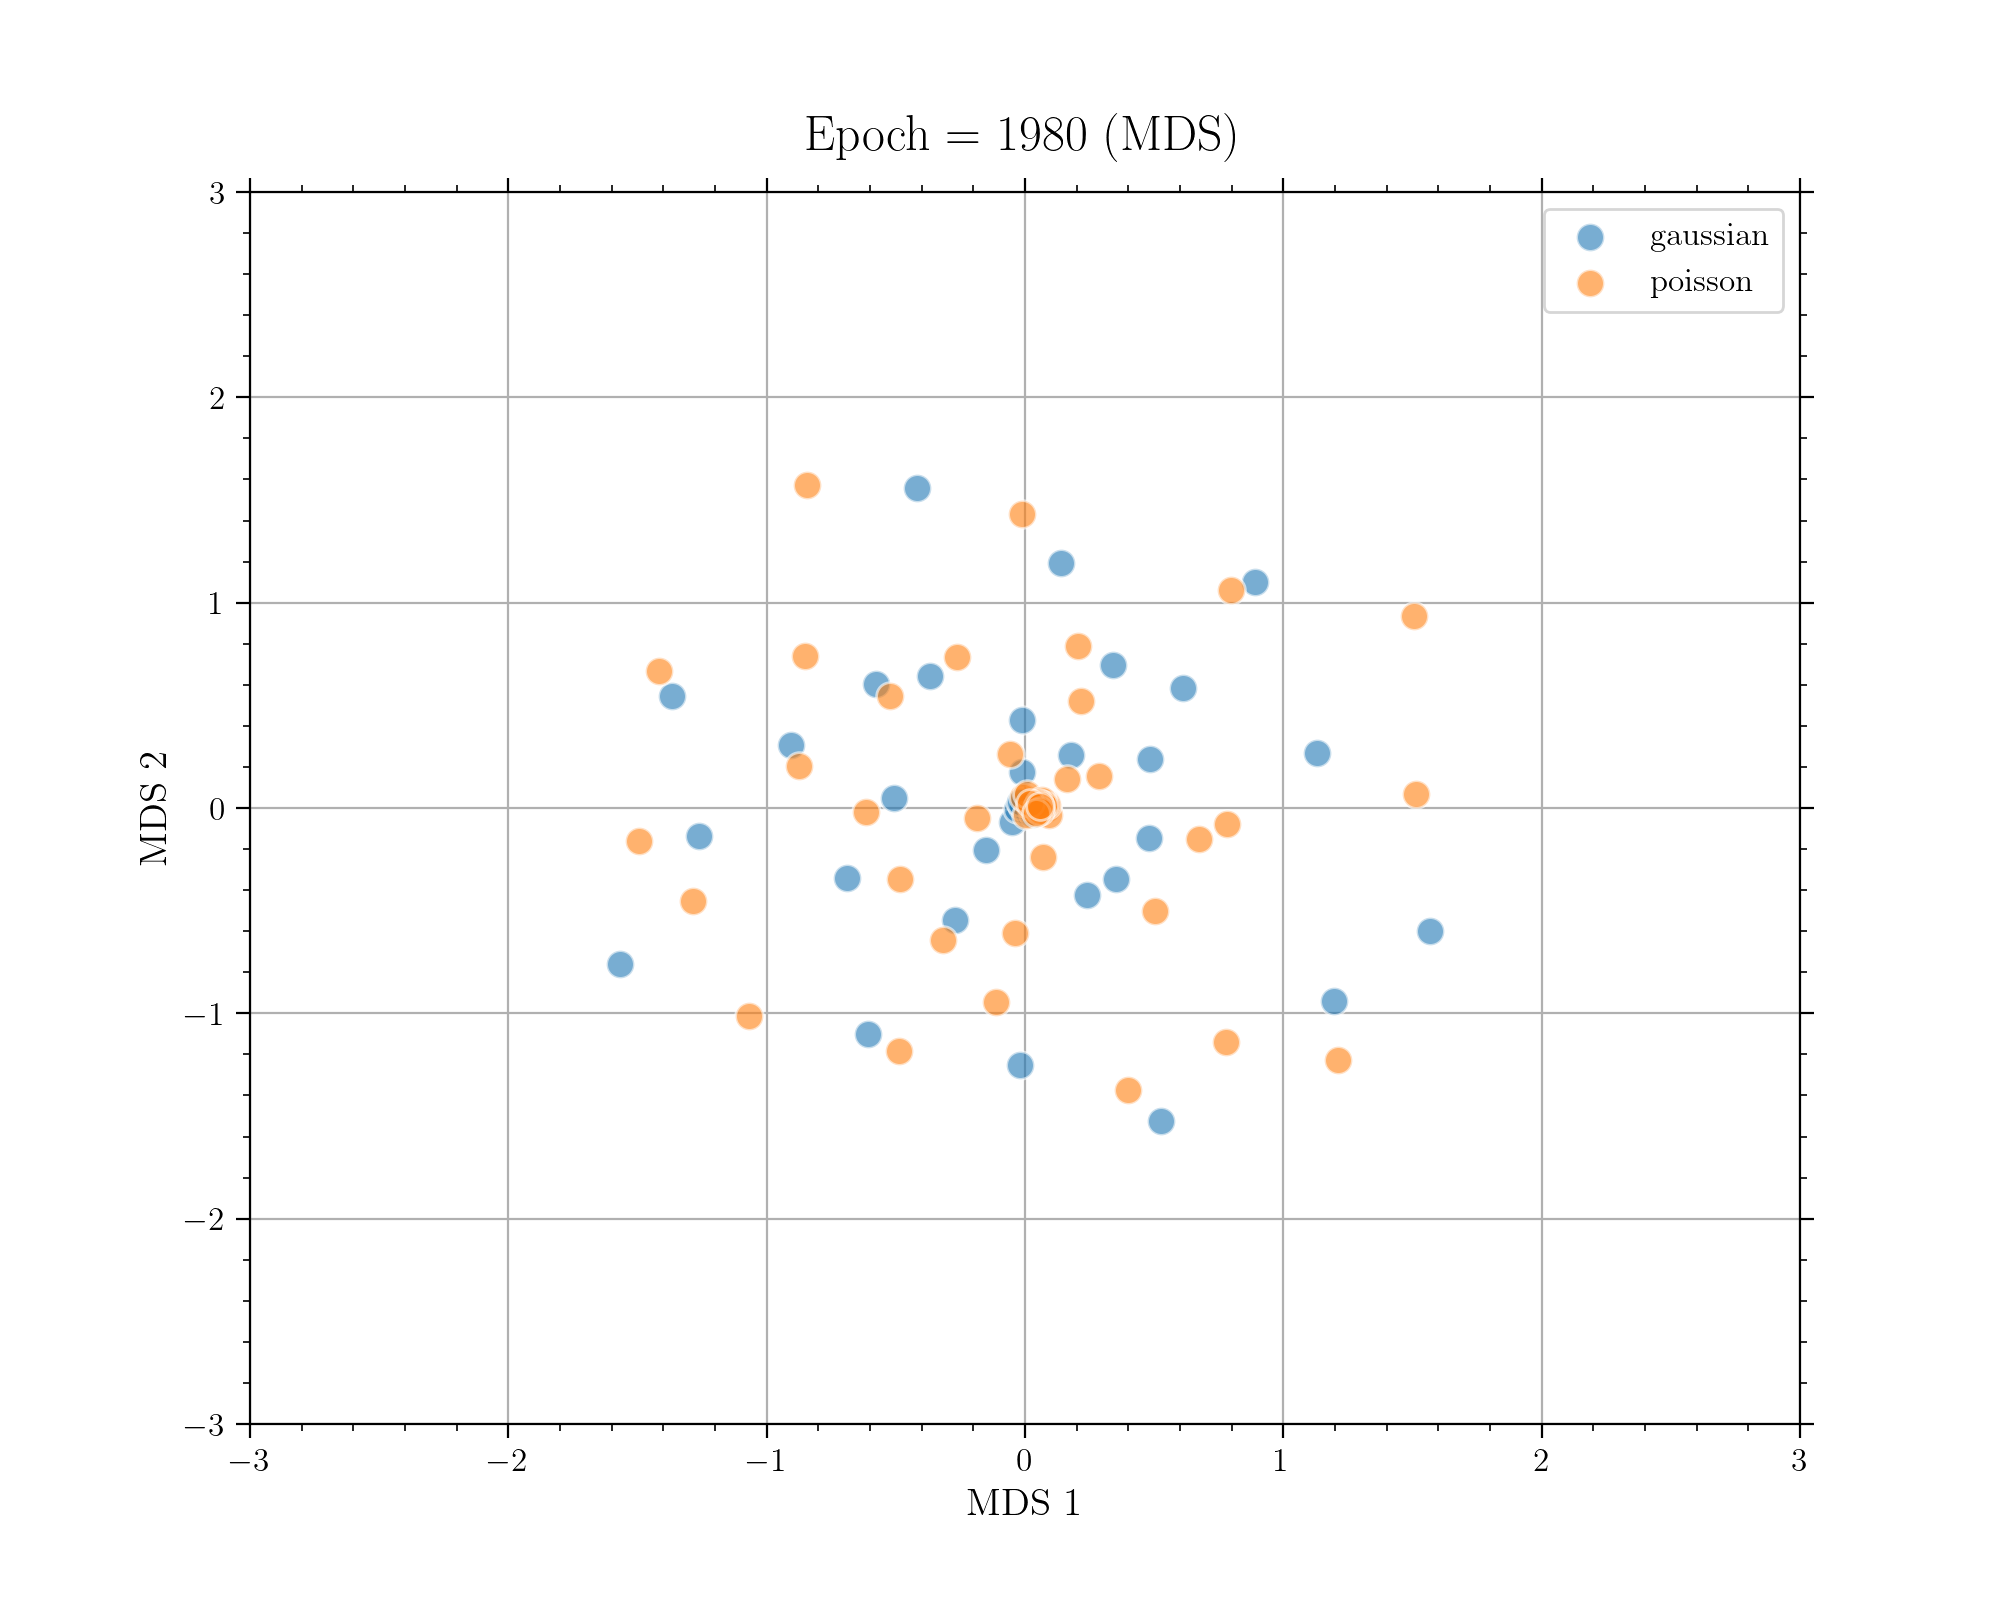 Epoch = 1980 (MDS)
gaussian
poisson
MDS 2
3
2
1
0
−1
−2
−3
−3 −2 −1 0 1 2 3
MDS 1